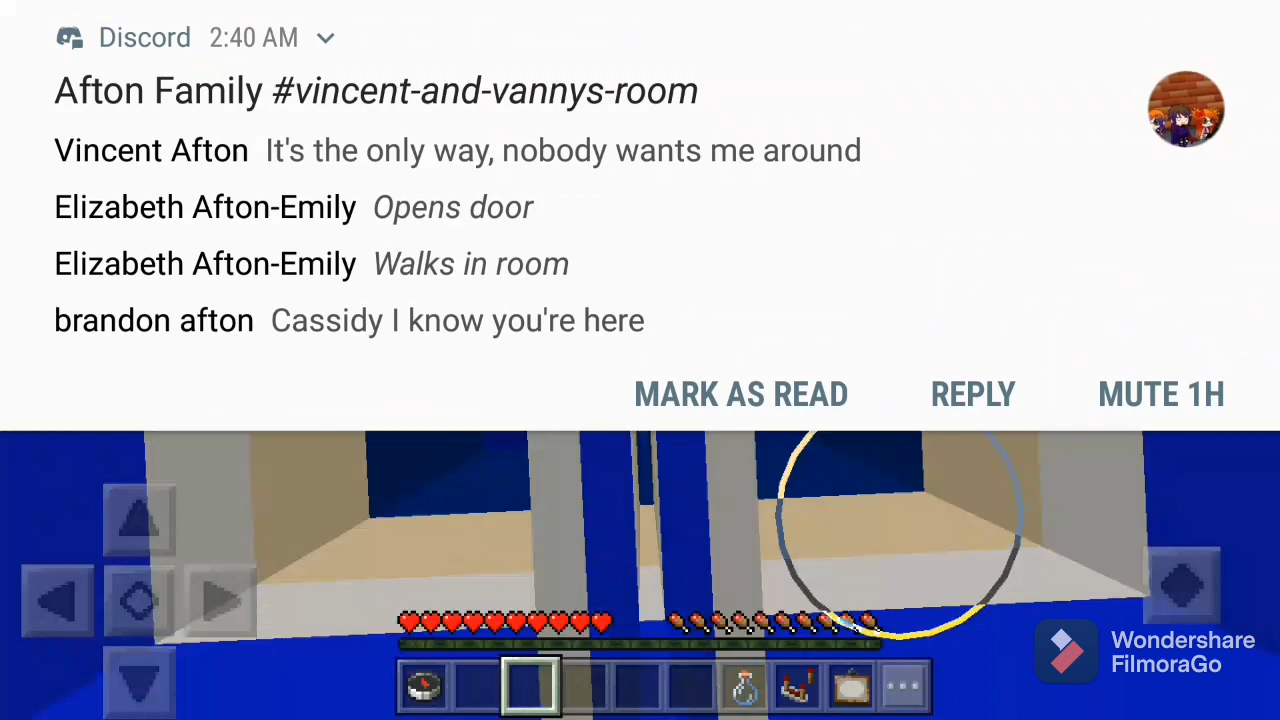 Discord 2:40 AM
Afton Family #vincent-and-vannys-room
Vincent Afton It's the only way, nobody wants me around
Elizabeth Afton-Emily Opens door
Elizabeth Afton-Emily Walks in room
brandon afton Cassidy I know you're here
MARK AS READ REPLY MUTE 1H
Wondershare
FilmoraGo